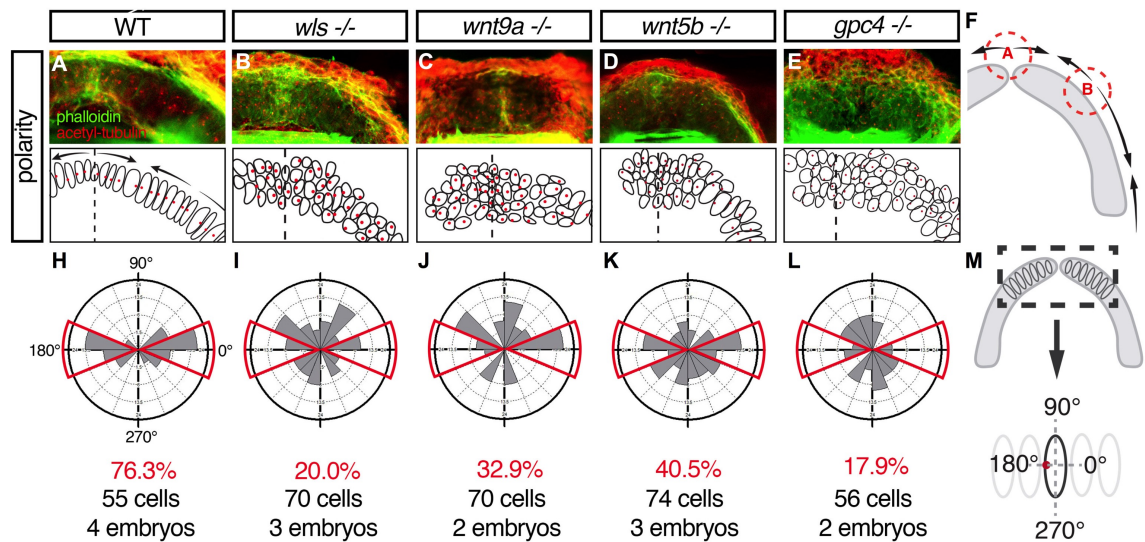 WT
wls -/-
wnt9a -/-
wnt5b -/-
gpc4 -/-
F
polarity
A
phalloidin
acetyl-tubulin
B
C
D
E
A
B
H
90°
180°
0°
270°
I
J
K
L
M
76.3%
55 cells
4 embryos
20.0%
70 cells
3 embryos
32.9%
70 cells
2 embryos
40.5%
74 cells
3 embryos
17.9%
56 cells
2 embryos
90°
180°
0°
270°